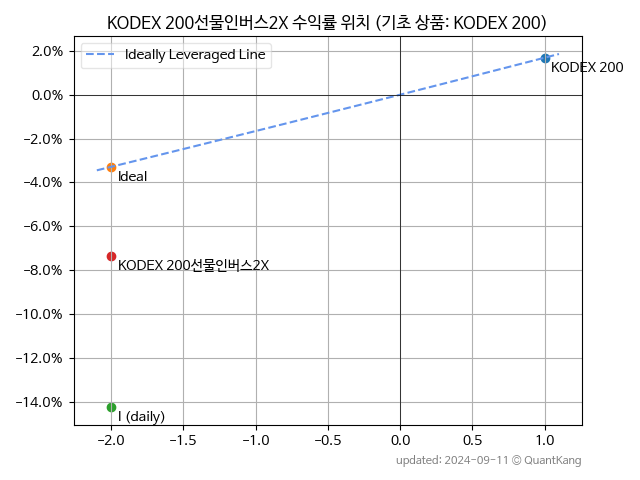 KODEX 200선물인버스2X 수익률 위치 (기초 상품: KODEX 200)
Ideally Leveraged Line
2.0%
0.0%
−2.0%
−4.0%
−6.0%
−8.0%
−10.0%
−12.0%
−14.0%
KODEX 200
Ideal
KODEX 200선물인버스2X
I (daily)
−2.0 −1.5 −1.0 −0.5 0.0 0.5 1.0
updated: 2024-09-11 © QuantKang